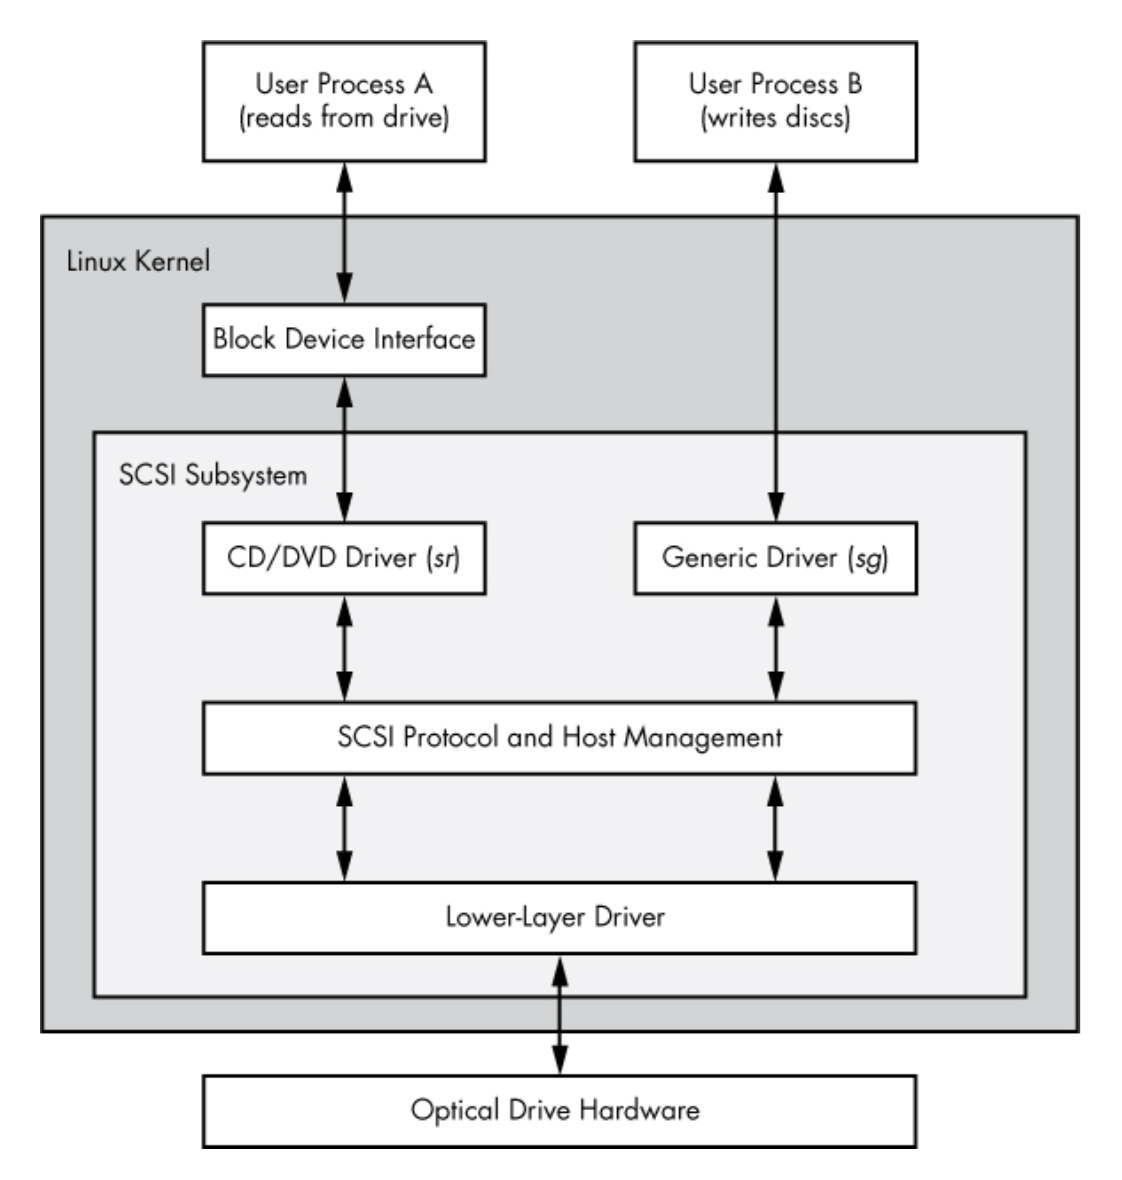 User Process A
(reads from drive)
User Process B
(writes discs)
Linux Kernel
Block Device Interface
SCSI Subsystem
CD/DVD Driver (sr)
Generic Driver (sg)
SCSI Protocol and Host Management
Lower-Layer Driver
Optical Drive Hardware